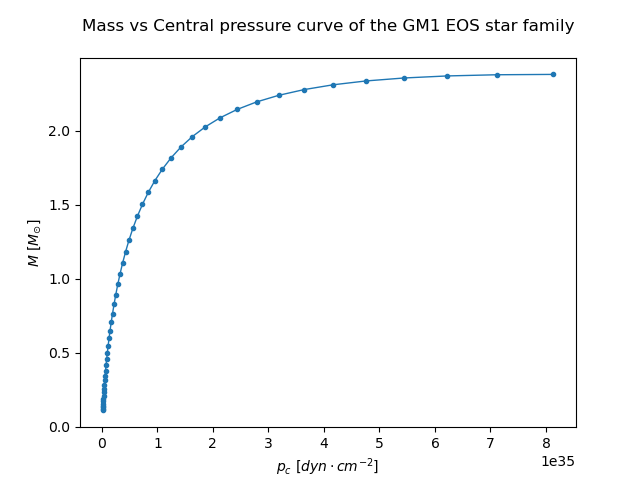 Mass vs Central pressure curve of the GM1 EOS star family
M [M⊙]
2.0
1.5
1.0
0.5
0.0
0 1 2 3 4 5 6 7 8
1e35
p_c [dyn · cm^{-2}]